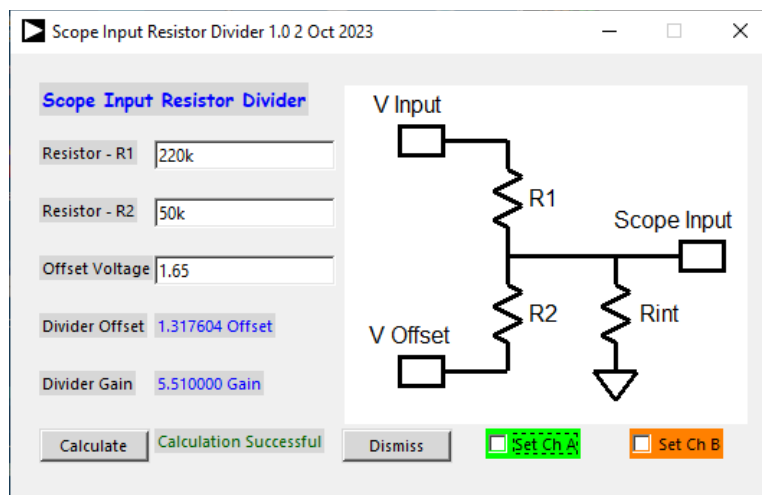 Scope Input Resistor Divider 1.0 2 Oct 2023
Scope Input Resistor Divider
Resistor - R1 220k
Resistor - R2 50k
Offset Voltage 1.65
Divider Offset 1.317604 Offset
Divider Gain 5.510000 Gain
Calculate Calculation Successful Dismiss Set Ch A Set Ch B
V Input
R1
Scope Input
R2
Rint
V Offset